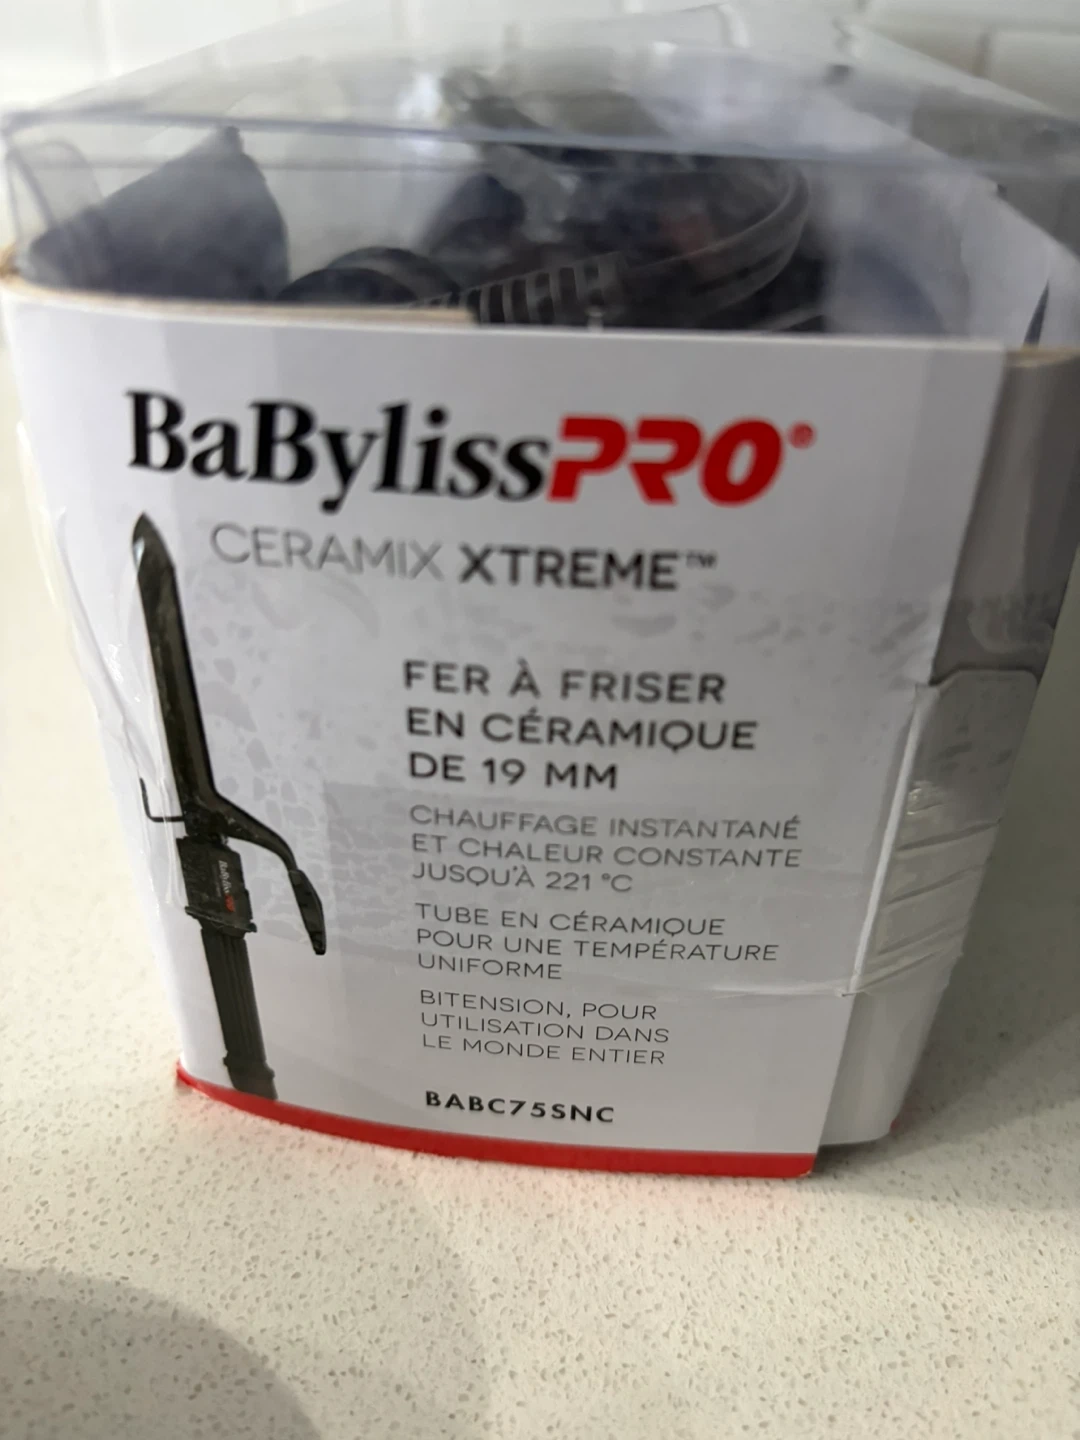 BaBylissPRO®
CERAMIX XTREME™
FER À FRISER
EN CÉRAMIQUE
DE 19 MM
CHAUFFAGE INSTANTANÉ
ET CHALEUR CONSTANTE
JUSQU'À 221 °C
TUBE EN CÉRAMIQUE
POUR UNE TEMPÉRATURE
UNIFORME
BITENSION, POUR
UTILISATION DANS
LE MONDE ENTIER
BABC75SNC
BaBylissPRO